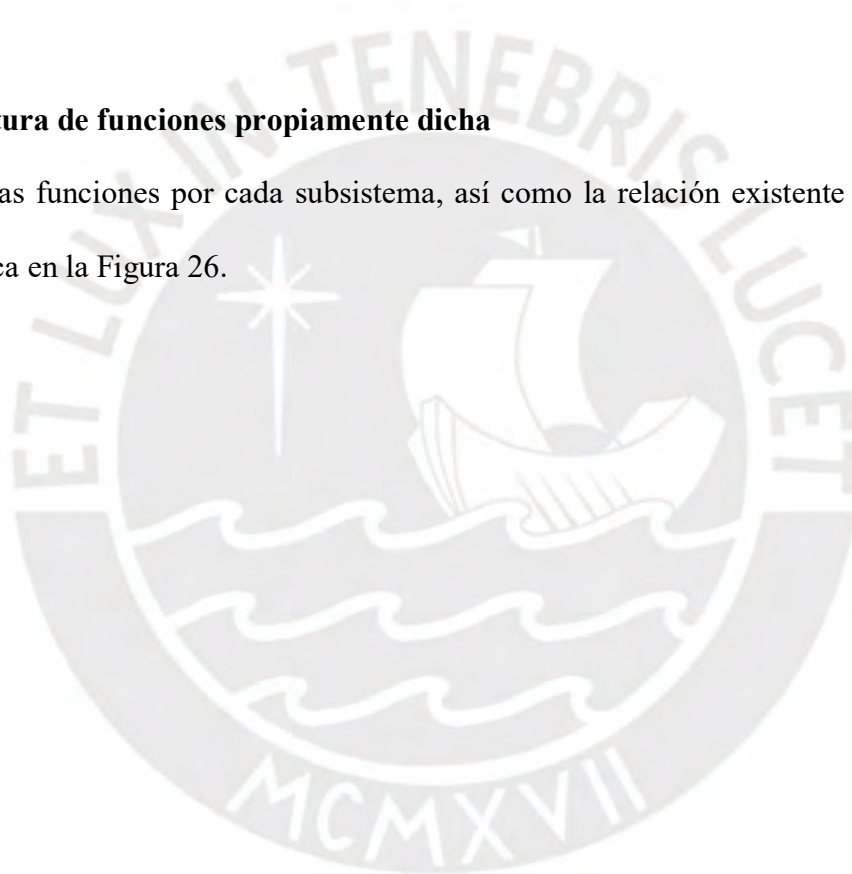 tura de funciones propiamente dicha
as funciones por cada subsistema, así como la relación existente
ca en la Figura 26.
ET LUX IN TENEBRIS LUCET
MCMXVII